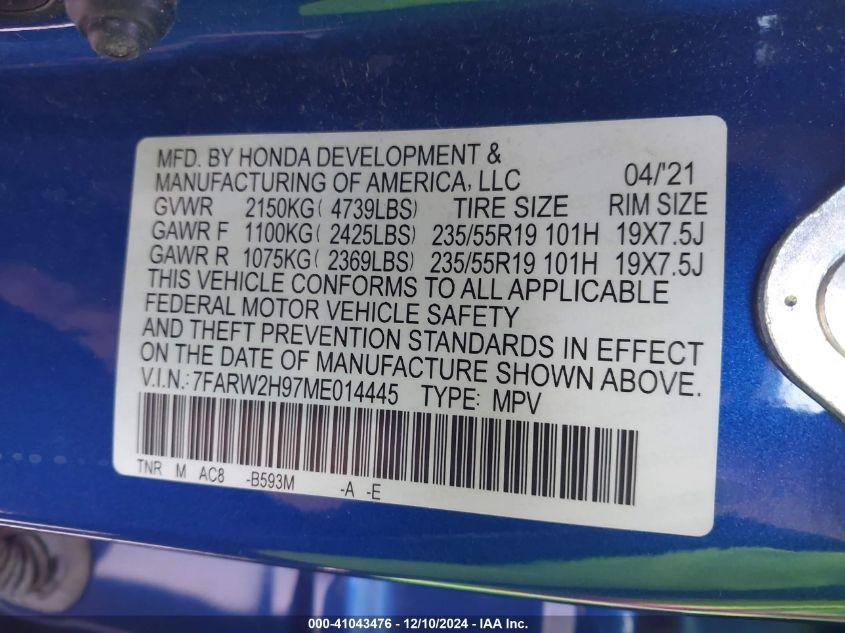 MFD. BY HONDA DEVELOPMENT &
MANUFACTURING OF AMERICA, LLC 04/'21
GVWR 2150KG( 4739LBS) TIRE SIZE RIM SIZE
GAWR F 1100KG( 2425LBS) 235/55R19 101H 19X7.5J
GAWR R 1075KG( 2369LBS) 235/55R19 101H 19X7.5J
THIS VEHICLE CONFORMS TO ALL APPLICABLE
FEDERAL MOTOR VEHICLE SAFETY
AND THEFT PREVENTION STANDARDS IN EFFECT
ON THE DATE OF MANUFACTURE SHOWN ABOVE.
V.I.N.: 7FARW2H97ME014445 TYPE: MPV
TNR M AC8 -B593M -A -E
000-41043476 - 12/10/2024 - IAA Inc.